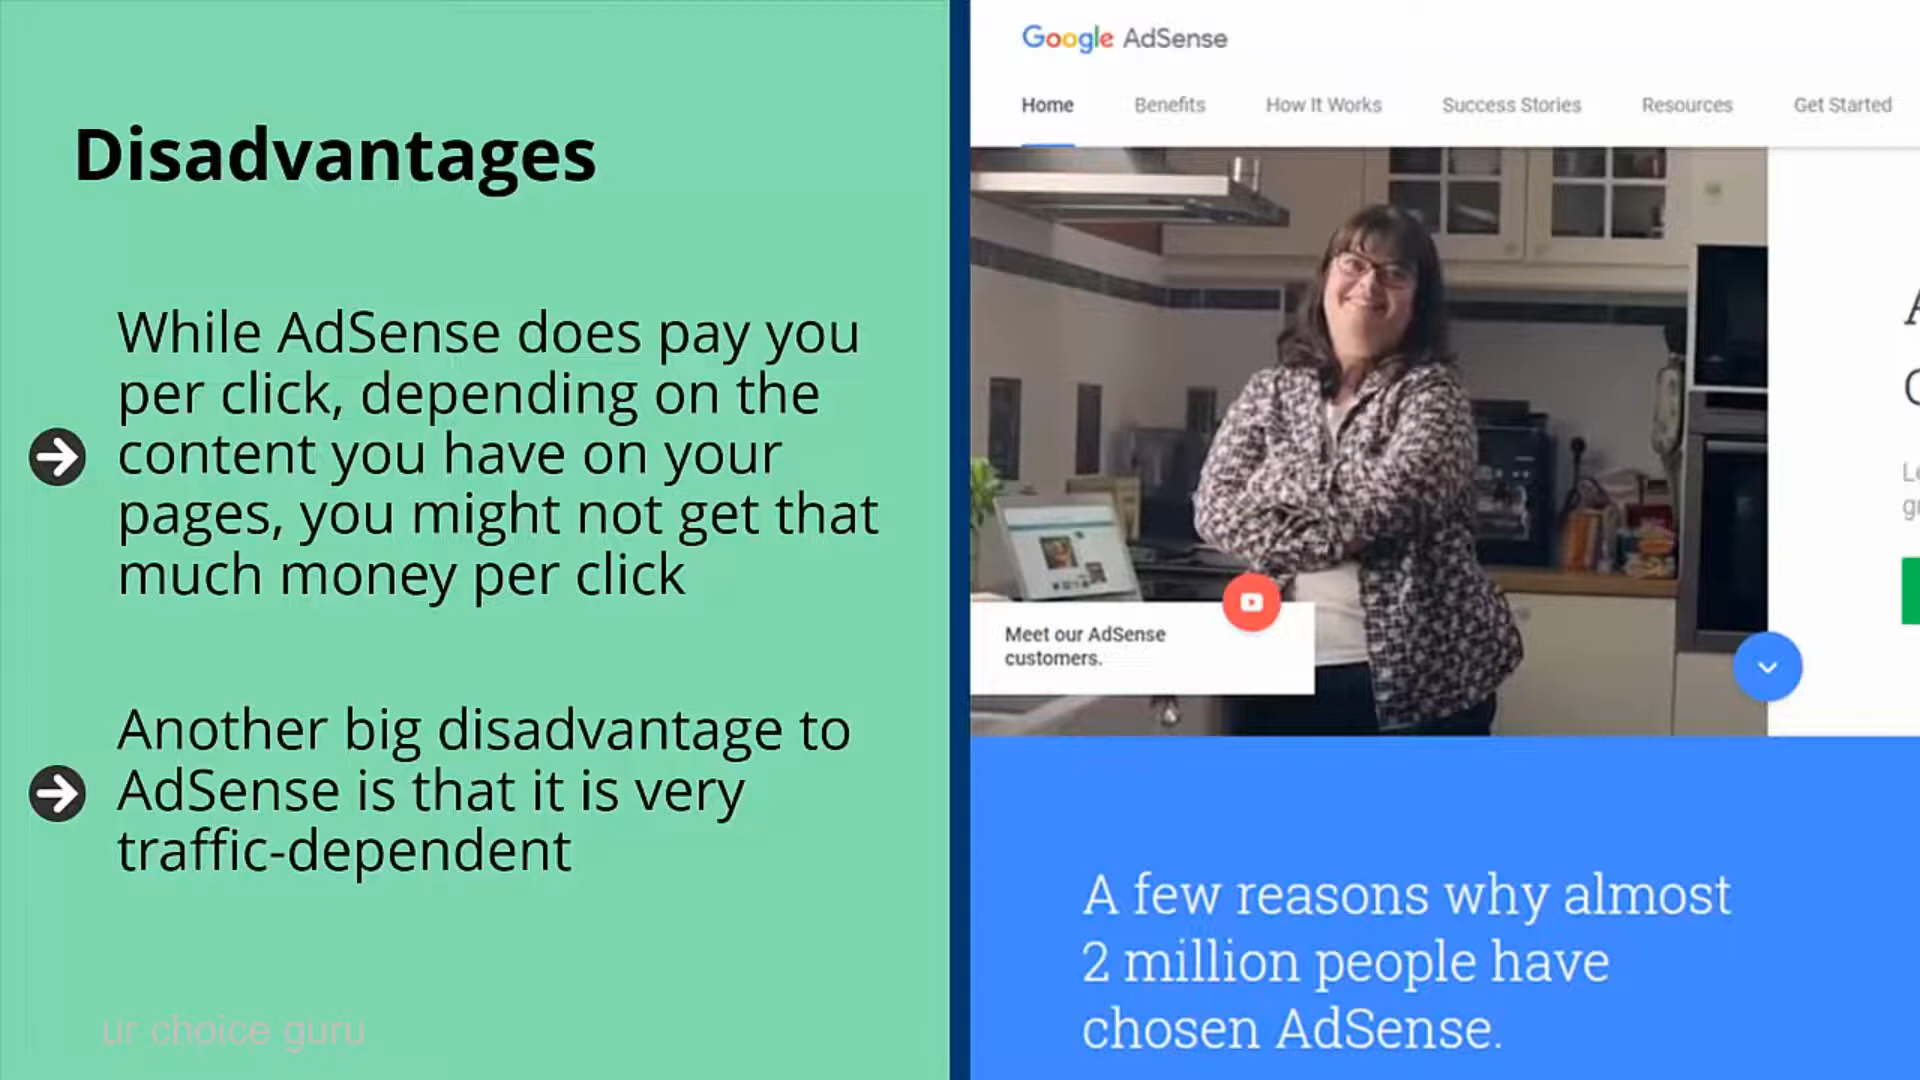 Disadvantages
While AdSense does pay you
per click, depending on the
content you have on your
pages, you might not get that
much money per click
Another big disadvantage to
AdSense is that it is very
traffic-dependent
ur choice guru
Google AdSense
Home Benefits How It Works Success Stories Resources Get Started
Meet our AdSense
customers.
A few reasons why almost
2 million people have
chosen AdSense.